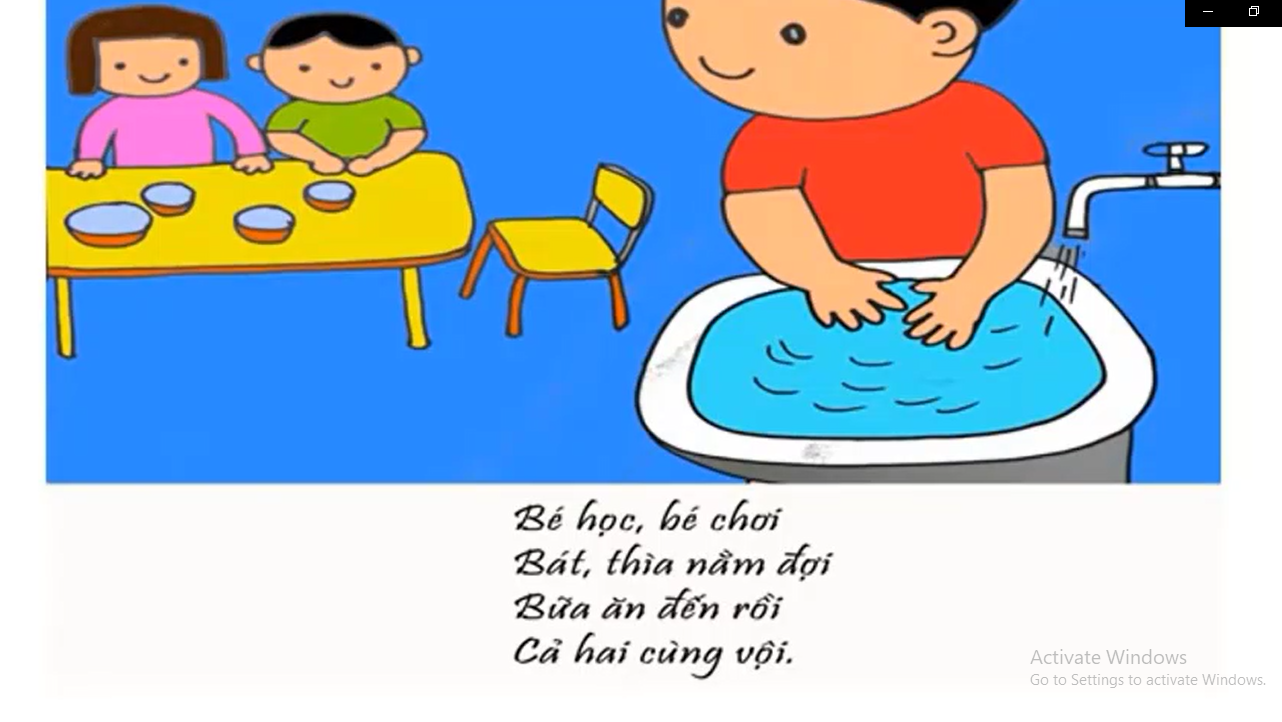 Bé học, bé chơi
Bát, thìa nằm đợi
Bữa ăn đến rồi
Cả hai cùng vội.
Activate Windows
Go to Settings to activate Windows.